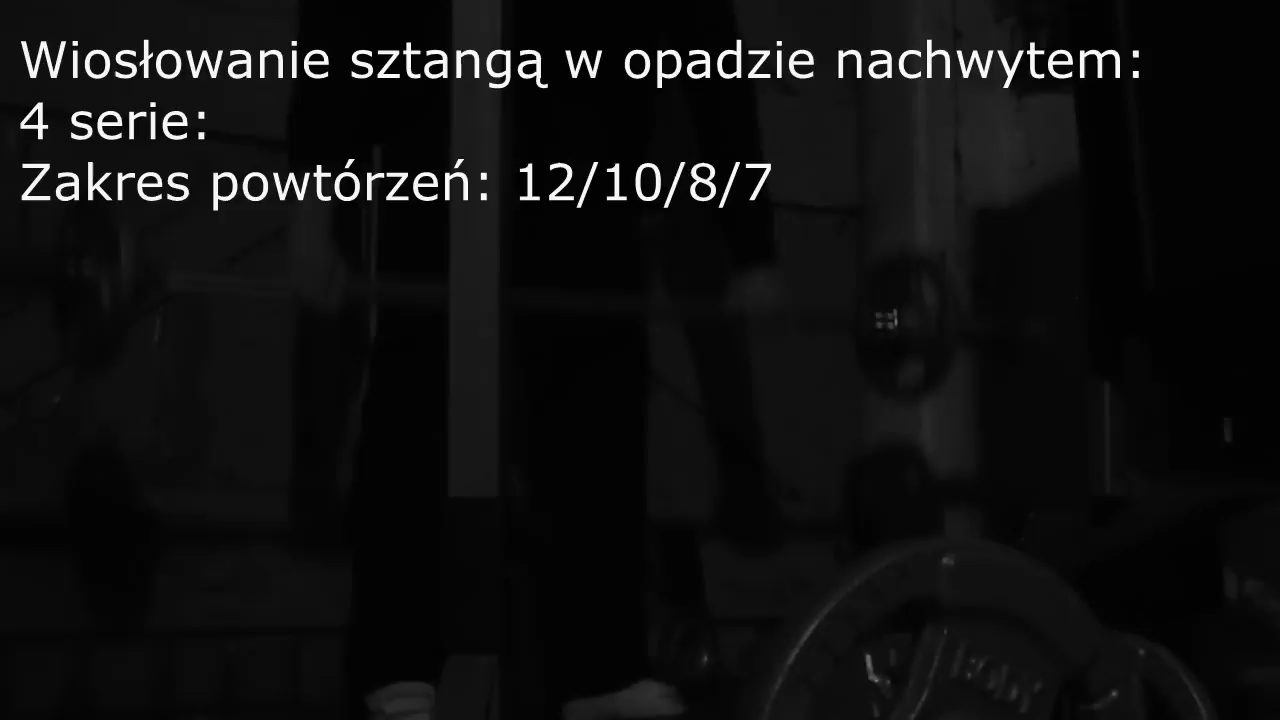 Wiosłowanie sztangą w opadzie nachwytem:
4 serie:
Zakres powtórzeń: 12/10/8/7